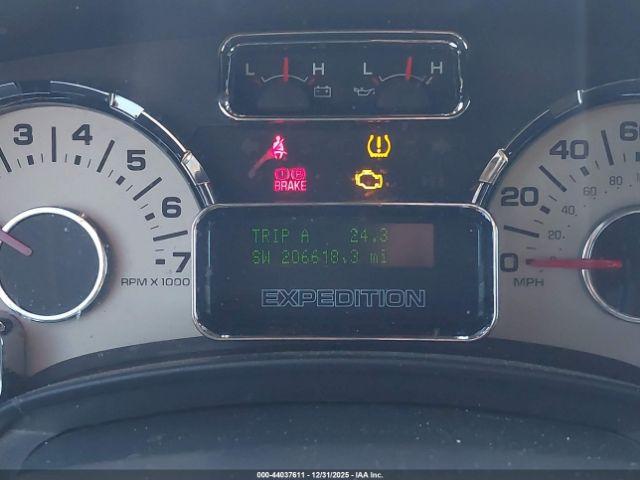 L H L H
3 4 5 6 7
RPM X 1000
BRAKE
TRIP A 24.3
SW 206618.3 mi
EXPEDITION
0 20 40 60
MPH
000-44037611 - 12/31/2025 - IAA Inc.